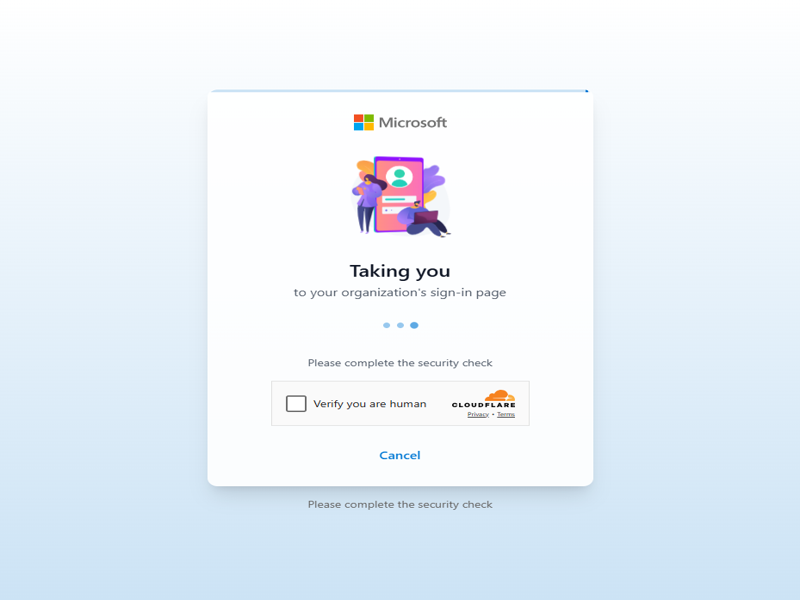 Microsoft
Taking you
to your organization's sign-in page
Please complete the security check
Verify you are human
CLOUDFLARE
Privacy • Terms
Cancel
Please complete the security check